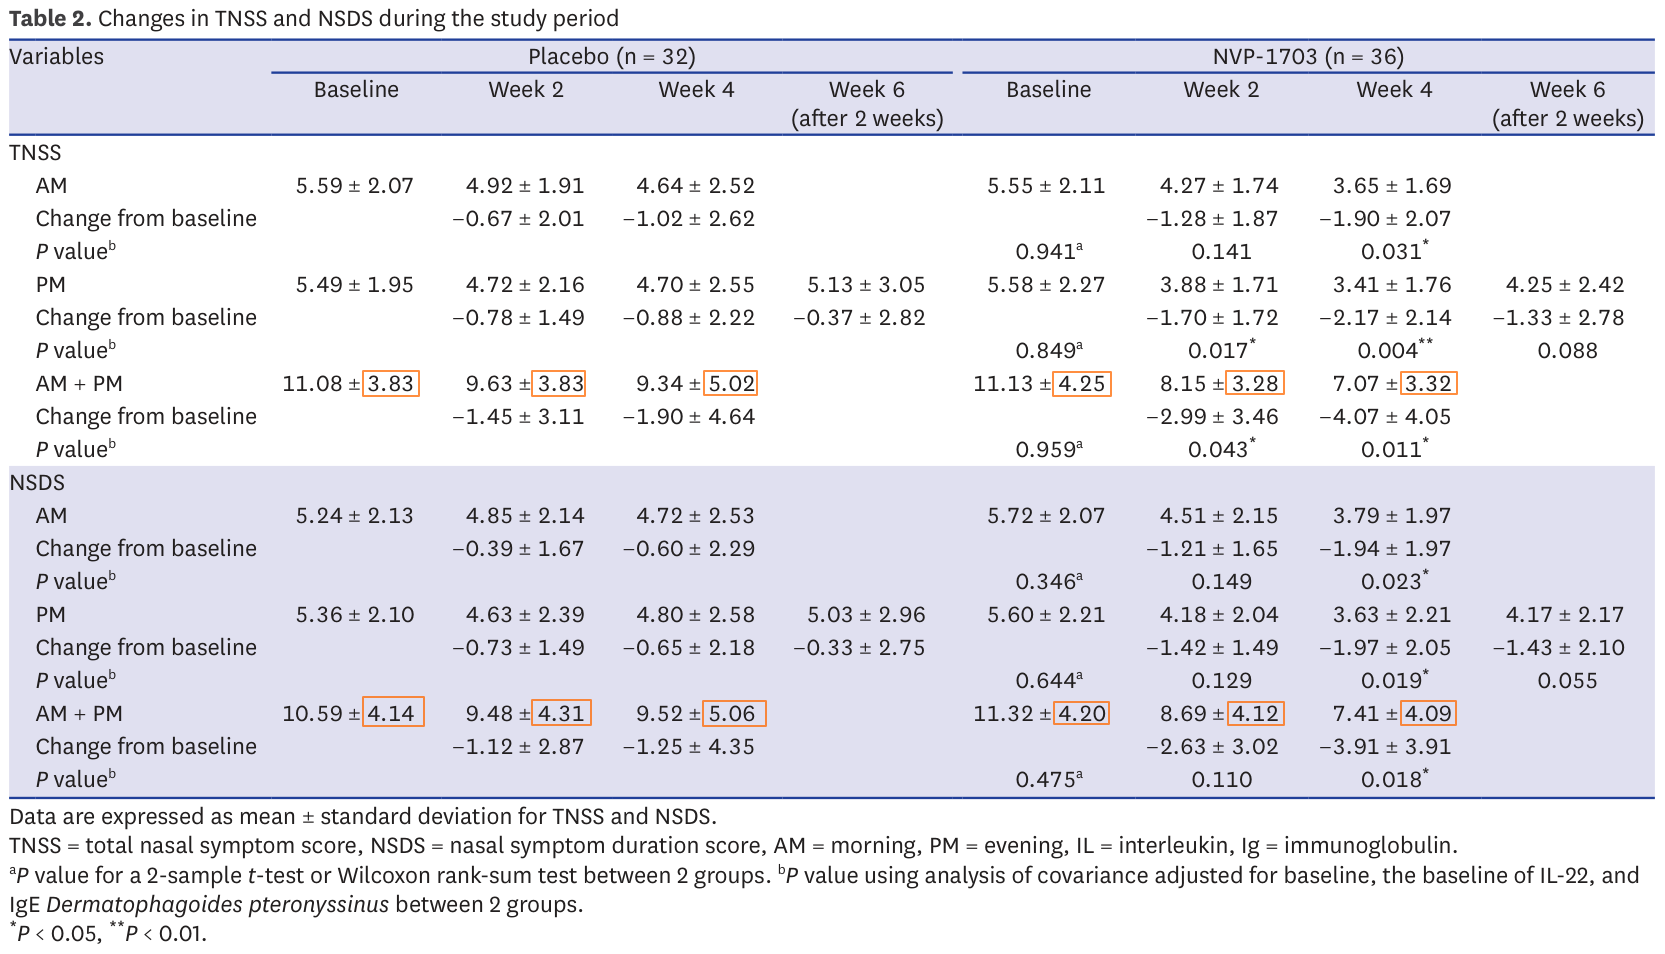 Table 2. Changes in TNSS and NSDS during the study period
Variables Placebo (n = 32) NVP-1703 (n = 36)
Baseline Week 2 Week 4 Week 6 (after 2 weeks) Baseline Week 2 Week 4 Week 6 (after 2 weeks)
TNSS
AM 5.59 ± 2.07 4.92 ± 1.91 4.64 ± 2.52 5.55 ± 2.11 4.27 ± 1.74 3.65 ± 1.69
Change from baseline −0.67 ± 2.01 −1.02 ± 2.62 −1.28 ± 1.87 −1.90 ± 2.07
P valueᵇ 0.941ᵃ 0.141 0.031*
PM 5.49 ± 1.95 4.72 ± 2.16 4.70 ± 2.55 5.13 ± 3.05 5.58 ± 2.27 3.88 ± 1.71 3.41 ± 1.76 4.25 ± 2.42
Change from baseline −0.78 ± 1.49 −0.88 ± 2.22 −0.37 ± 2.82 −1.70 ± 1.72 −2.17 ± 2.14 −1.33 ± 2.78
P valueᵇ 0.849ᵃ 0.017* 0.004** 0.088
AM + PM 11.08 ± 3.83 9.63 ± 3.83 9.34 ± 5.02 11.13 ± 4.25 8.15 ± 3.28 7.07 ± 3.32
Change from baseline −1.45 ± 3.11 −1.90 ± 4.64 −2.99 ± 3.46 −4.07 ± 4.05
P valueᵇ 0.959ᵃ 0.043* 0.011*
NSDS
AM 5.24 ± 2.13 4.85 ± 2.14 4.72 ± 2.53 5.72 ± 2.07 4.51 ± 2.15 3.79 ± 1.97
Change from baseline −0.39 ± 1.67 −0.60 ± 2.29 −1.21 ± 1.65 −1.94 ± 1.97
P valueᵇ 0.346ᵃ 0.149 0.023*
PM 5.36 ± 2.10 4.63 ± 2.39 4.80 ± 2.58 5.03 ± 2.96 5.60 ± 2.21 4.18 ± 2.04 3.63 ± 2.21 4.17 ± 2.17
Change from baseline −0.73 ± 1.49 −0.65 ± 2.18 −0.33 ± 2.75 −1.42 ± 1.49 −1.97 ± 2.05 −1.43 ± 2.10
P valueᵇ 0.644ᵃ 0.129 0.019* 0.055
AM + PM 10.59 ± 4.14 9.48 ± 4.31 9.52 ± 5.06 11.32 ± 4.20 8.69 ± 4.12 7.41 ± 4.09
Change from baseline −1.12 ± 2.87 −1.25 ± 4.35 −2.63 ± 3.02 −3.91 ± 3.91
P valueᵇ 0.475ᵃ 0.110 0.018*
Data are expressed as mean ± standard deviation for TNSS and NSDS.
TNSS = total nasal symptom score, NSDS = nasal symptom duration score, AM = morning, PM = evening, IL = interleukin, Ig = immunoglobulin.
ᵃP value for a 2-sample t-test or Wilcoxon rank-sum test between 2 groups. ᵇP value using analysis of covariance adjusted for baseline, the baseline of IL-22, and
IgE Dermatophagoides pteronyssinus between 2 groups.
*P < 0.05, **P < 0.01.